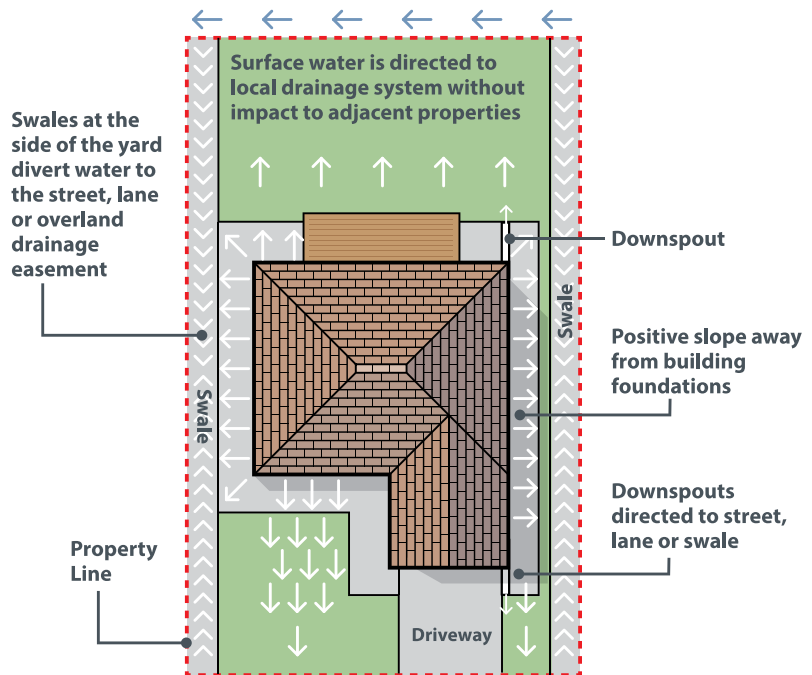 Surface water is directed to
local drainage system without
impact to adjacent properties
Swales at the
side of the yard
divert water to
the street, lane
or overland
drainage
easement
Downspout
Swale
Positive slope away
from building
foundations
Swale
Downspouts
directed to street,
lane or swale
Property
Line
Driveway